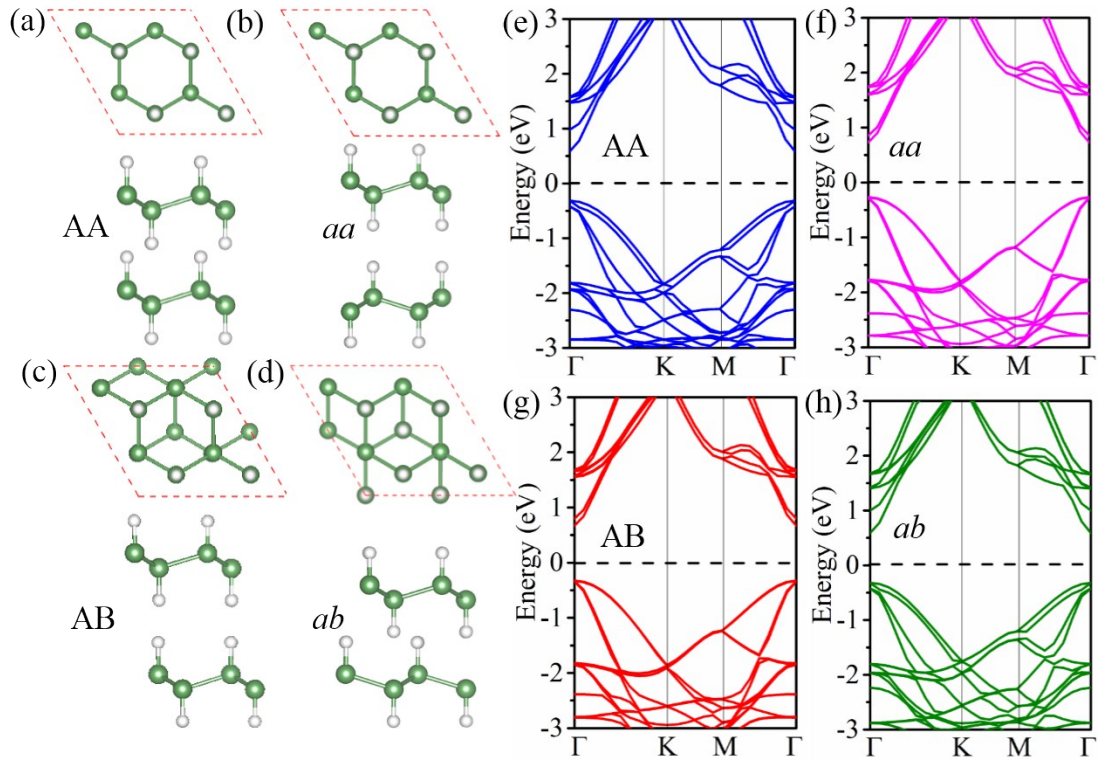 (a)
(b)
AA
aa
(c)
(d)
AB
ab
(e)
Energy (eV)
3
2
1
0
-1
-2
-3
AA
Γ K M Γ
(f)
Energy (eV)
3
2
1
0
-1
-2
-3
aa
Γ K M Γ
(g)
Energy (eV)
3
2
1
0
-1
-2
-3
AB
Γ K M Γ
(h)
Energy (eV)
3
2
1
0
-1
-2
-3
ab
Γ K M Γ